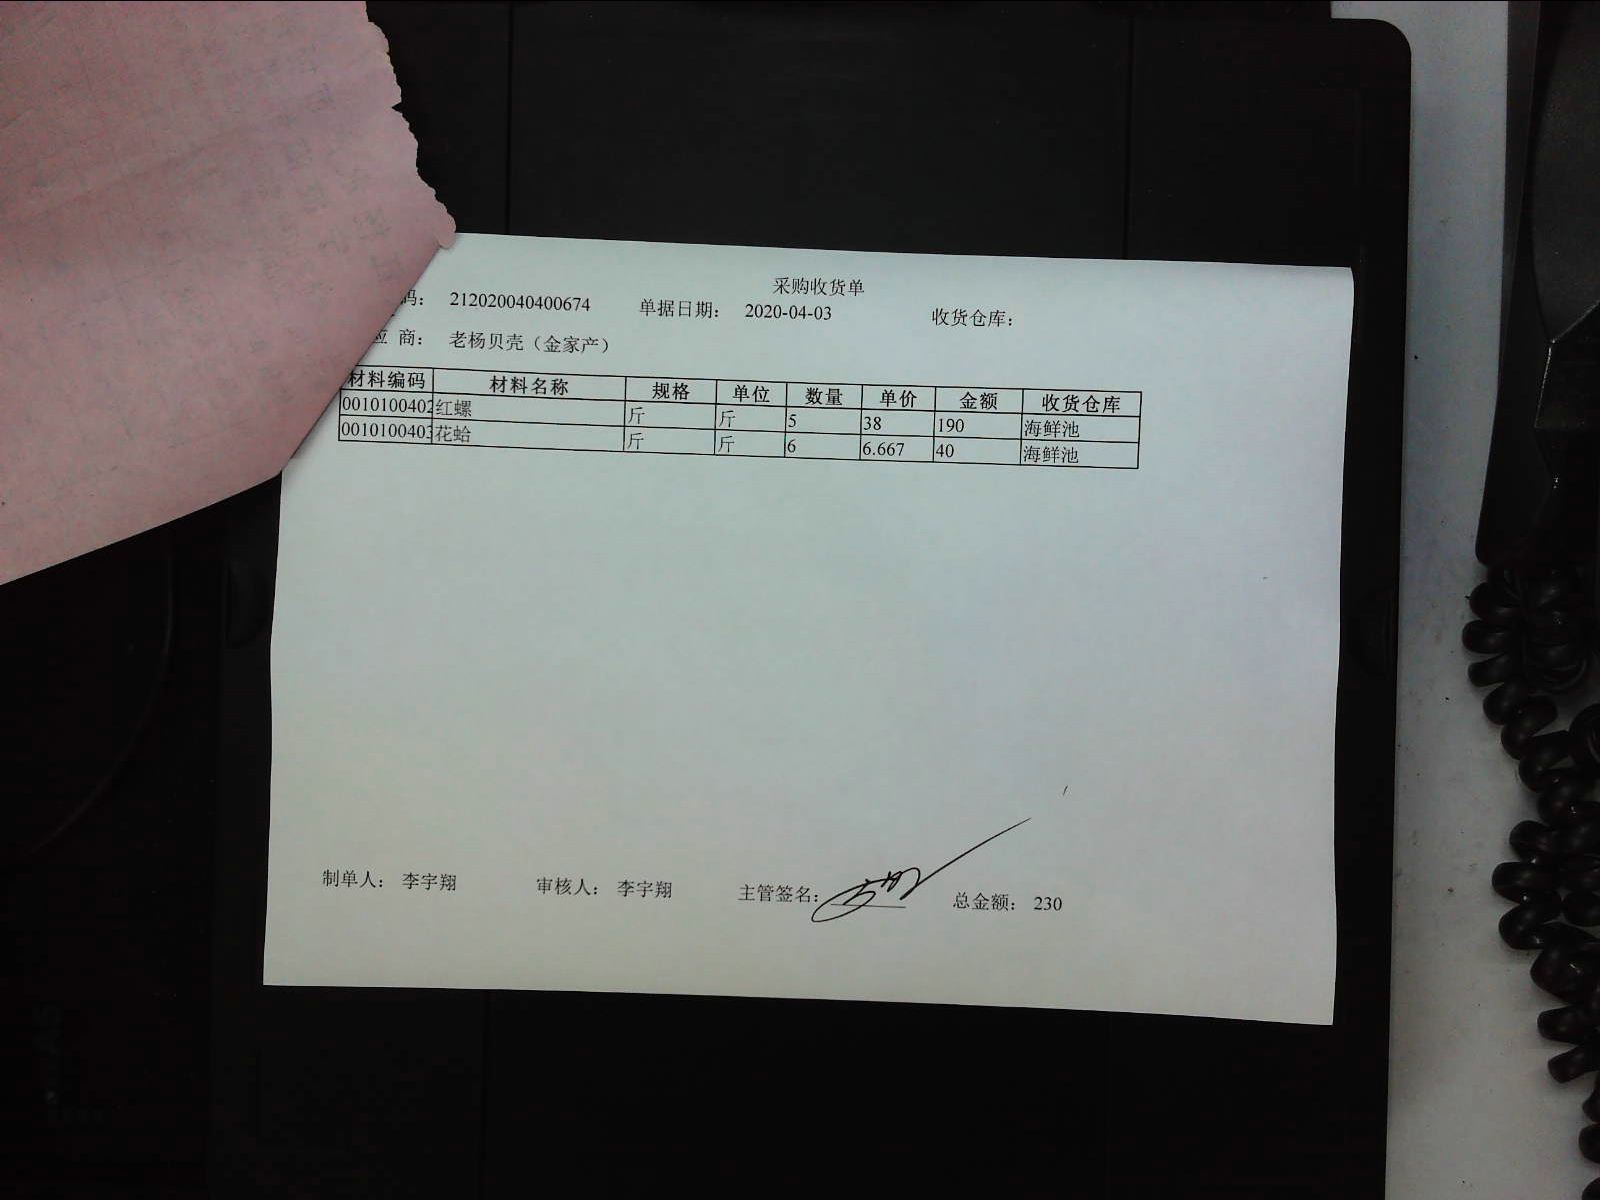 采购收货单
码： 212020040400674 单据日期： 2020-04-03 收货仓库：
应 商： 老杨贝壳（金家产）
材料编码 材料名称 规格 单位 数量 单价 金额 收货仓库
0010100402 红螺 斤 斤 5 38 190 海鲜池
0010100403 花蛤 斤 斤 6 6.667 40 海鲜池
制单人： 李宇翔 审核人： 李宇翔 主管签名： 总金额： 230